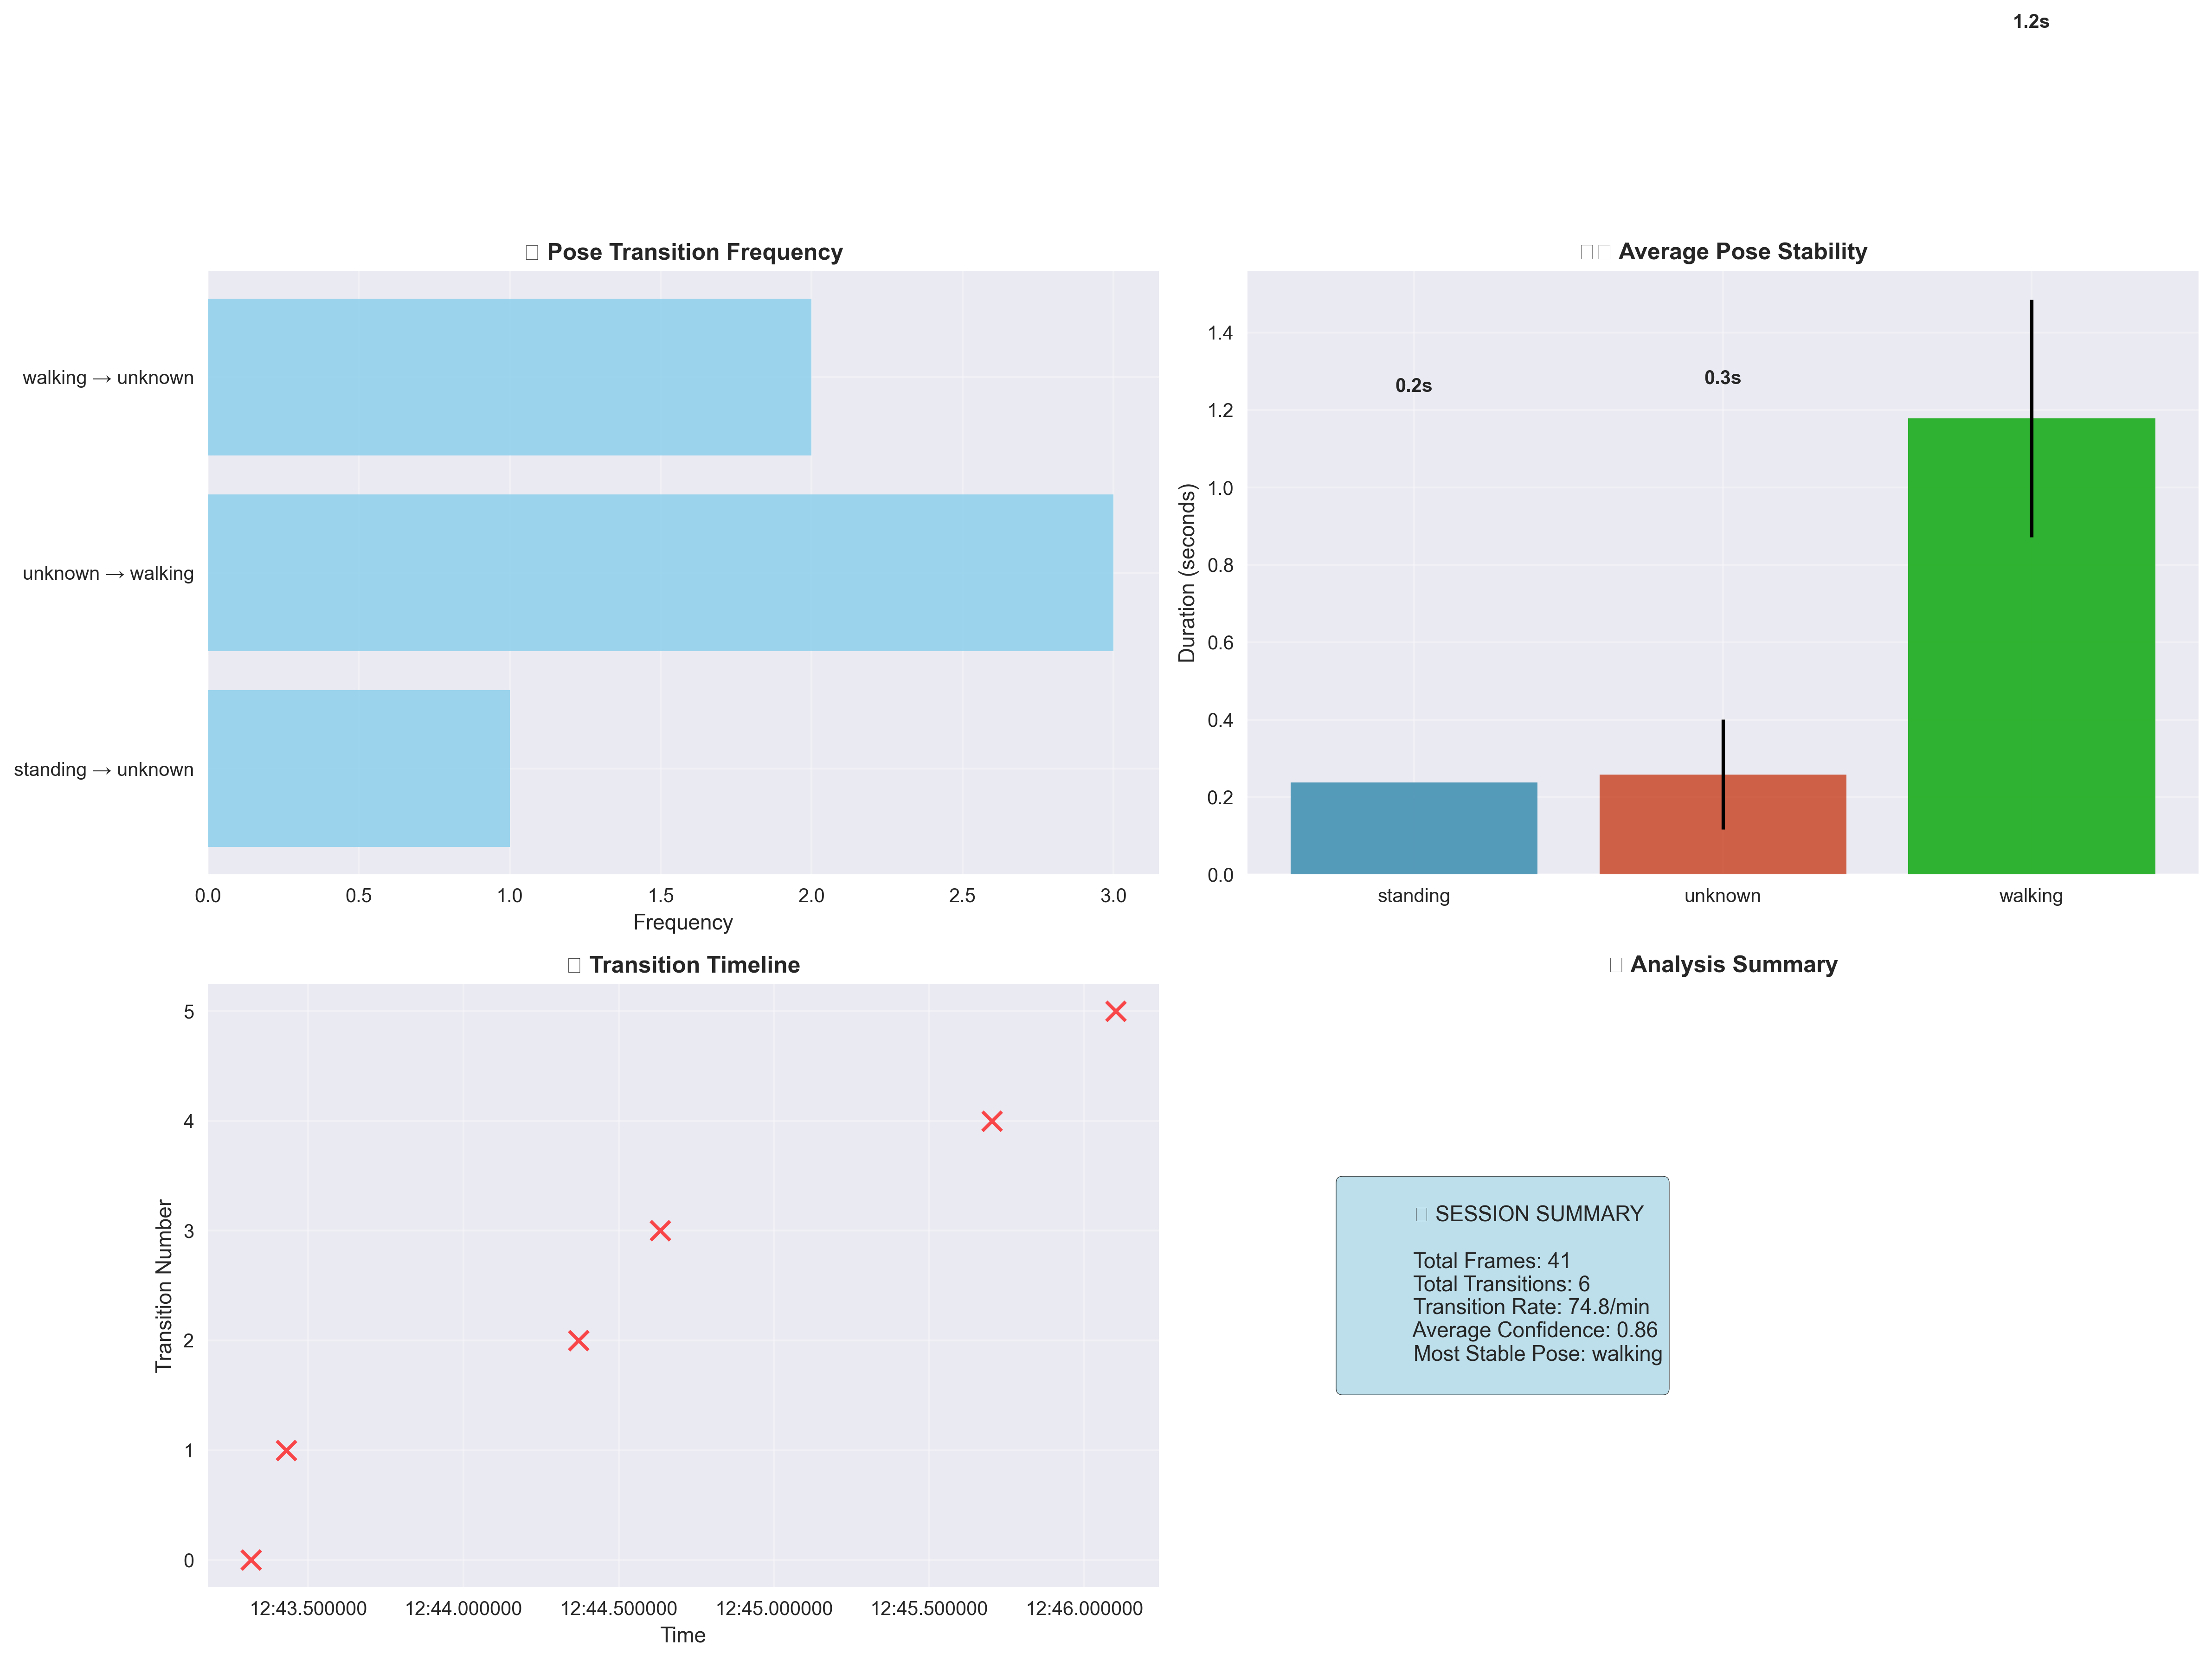 1.2s
□ Pose Transition Frequency
walking → unknown
unknown → walking
standing → unknown
0.0 0.5 1.0 1.5 2.0 2.5 3.0
Frequency
□□ Average Pose Stability
Duration (seconds)
1.4
1.2
1.0
0.8
0.6
0.4
0.2
0.0
0.2s
0.3s
standing unknown walking
□ Transition Timeline
Transition Number
5
4
3
2
1
0
12:43.500000 12:44.000000 12:44.500000 12:45.000000 12:45.500000 12:46.000000
Time
□ Analysis Summary
□ SESSION SUMMARY
Total Frames: 41
Total Transitions: 6
Transition Rate: 74.8/min
Average Confidence: 0.86
Most Stable Pose: walking